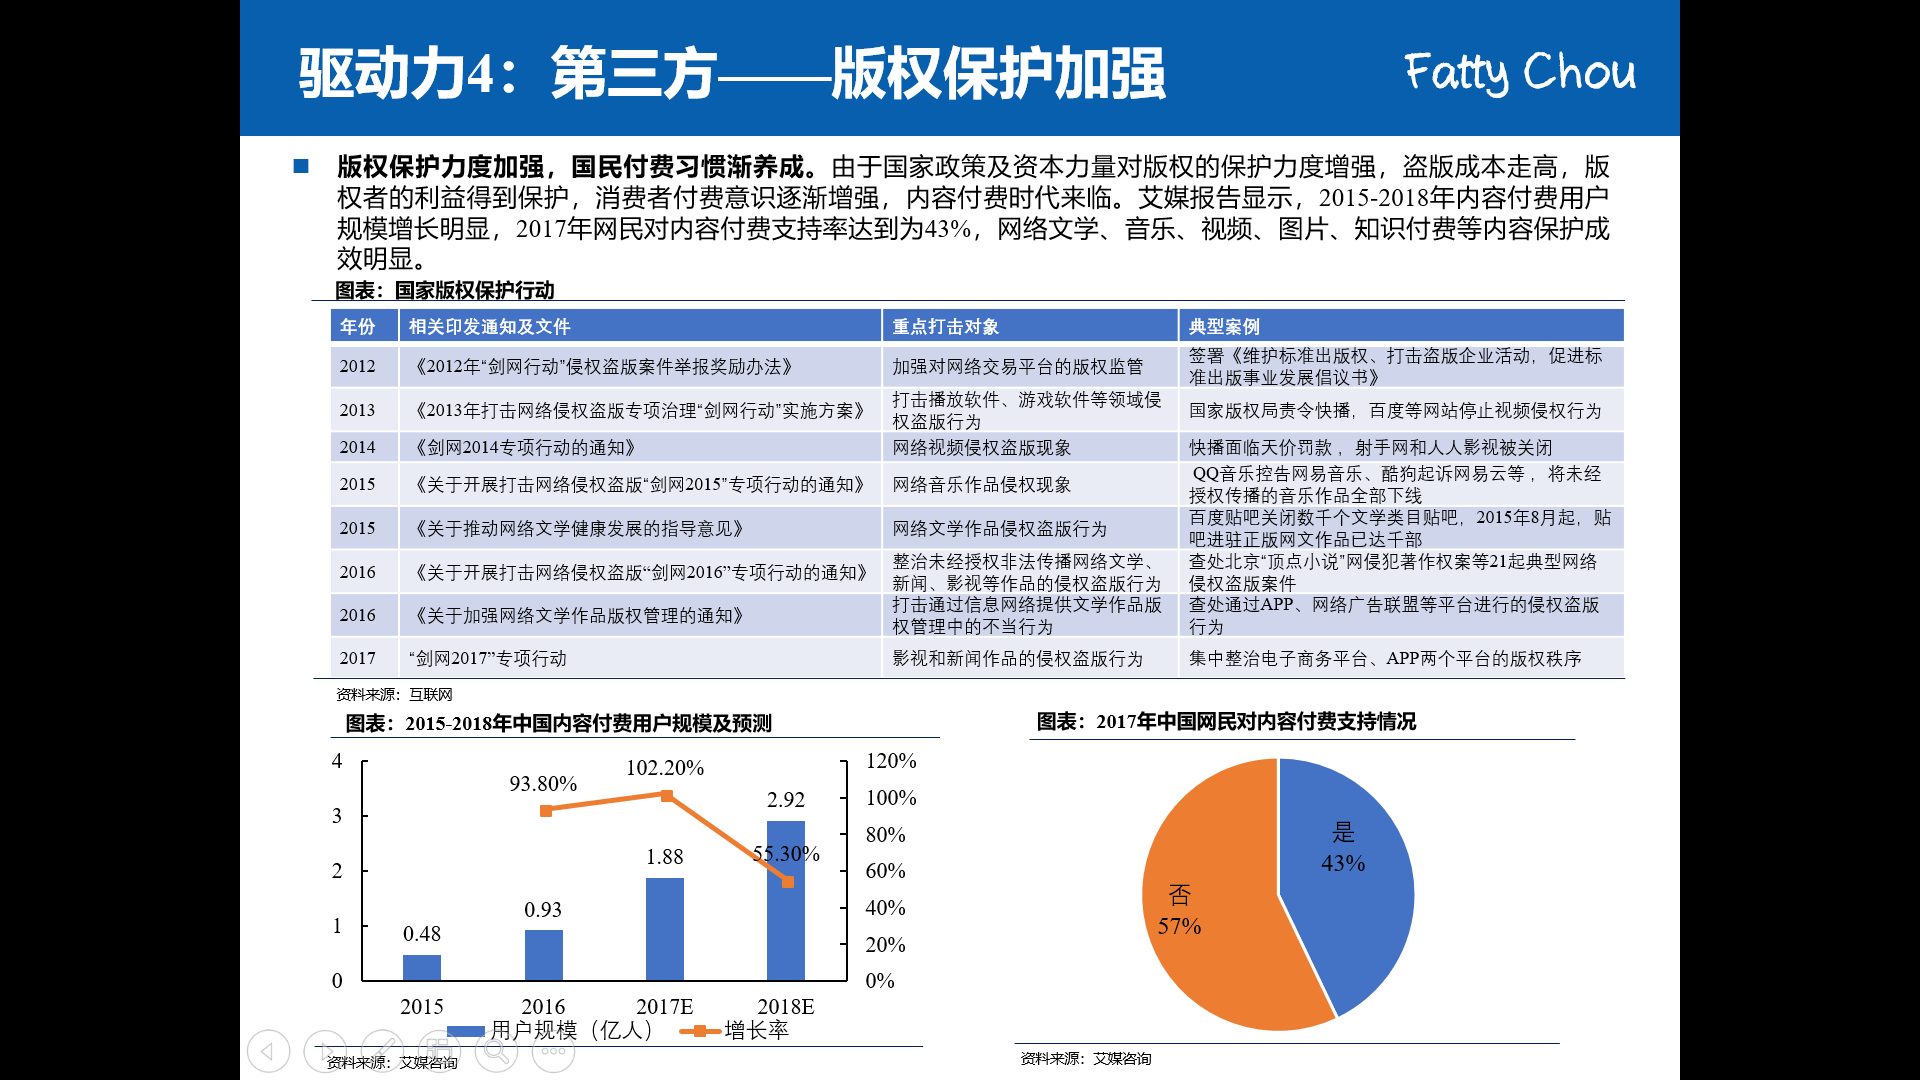 驱动力4：第三方——版权保护加强
Fatty Chou
版权保护力度加强，国民付费习惯渐养成。由于国家政策及资本力量对版权的保护力度增强，盗版成本走高，版
权者的利益得到保护，消费者付费意识逐渐增强，内容付费时代来临。艾媒报告显示，2015-2018年内容付费用户
规模增长明显，2017年网民对内容付费支持率达到为43%，网络文学、音乐、视频、图片、知识付费等内容保护成
效明显。
图表：国家版权保护行动
年份 相关印发通知及文件 重点打击对象 典型案例
2012 《2012年“剑网行动”侵权盗版案件举报奖励办法》 加强对网络交易平台的版权监管 签署《维护标准出版权、打击盗版企业活动，促进标
准出版事业发展倡议书》
2013 《2013年打击网络侵权盗版专项治理“剑网行动”实施方案》 打击播放软件、游戏软件等领域侵
权盗版行为 国家版权局责令快播，百度等网站停止视频侵权行为
2014 《剑网2014专项行动的通知》 网络视频侵权盗版现象 快播面临天价罚款 ，射手网和人人影视被关闭
2015 《关于开展打击网络侵权盗版“剑网2015”专项行动的通知》 网络音乐作品侵权现象 QQ音乐控告网易音乐、酷狗起诉网易云等 ，将未经
授权传播的音乐作品全部下线
2015 《关于推动网络文学健康发展的指导意见》 网络文学作品侵权盗版行为 百度贴吧关闭数千个文学类目贴吧，2015年8月起，贴
吧进驻正版网文作品已达千部
2016 《关于开展打击网络侵权盗版“剑网2016”专项行动的通知》 整治未经授权非法传播网络文学、
新闻、影视等作品的侵权盗版行为 查处北京“顶点小说”网侵犯著作权案等21起典型网络
侵权盗版案件
2016 《关于加强网络文学作品版权管理的通知》 打击通过信息网络提供文学作品版
权管理中的不当行为 查处通过APP、网络广告联盟等平台进行的侵权盗版
行为
2017 “剑网2017”专项行动 影视和新闻作品的侵权盗版行为 集中整治电子商务平台、APP两个平台的版权秩序
资料来源：互联网
图表：2015-2018年中国内容付费用户规模及预测
4
3
2
1
0
120%
100%
80%
60%
40%
20%
0%
93.80%
102.20%
55.30%
0.48
0.93
1.88
2.92
2015 2016 2017E 2018E
用户规模（亿人） 增长率
资料来源：艾媒咨询
图表：2017年中国网民对内容付费支持情况
是
43%
否
57%
资料来源：艾媒咨询